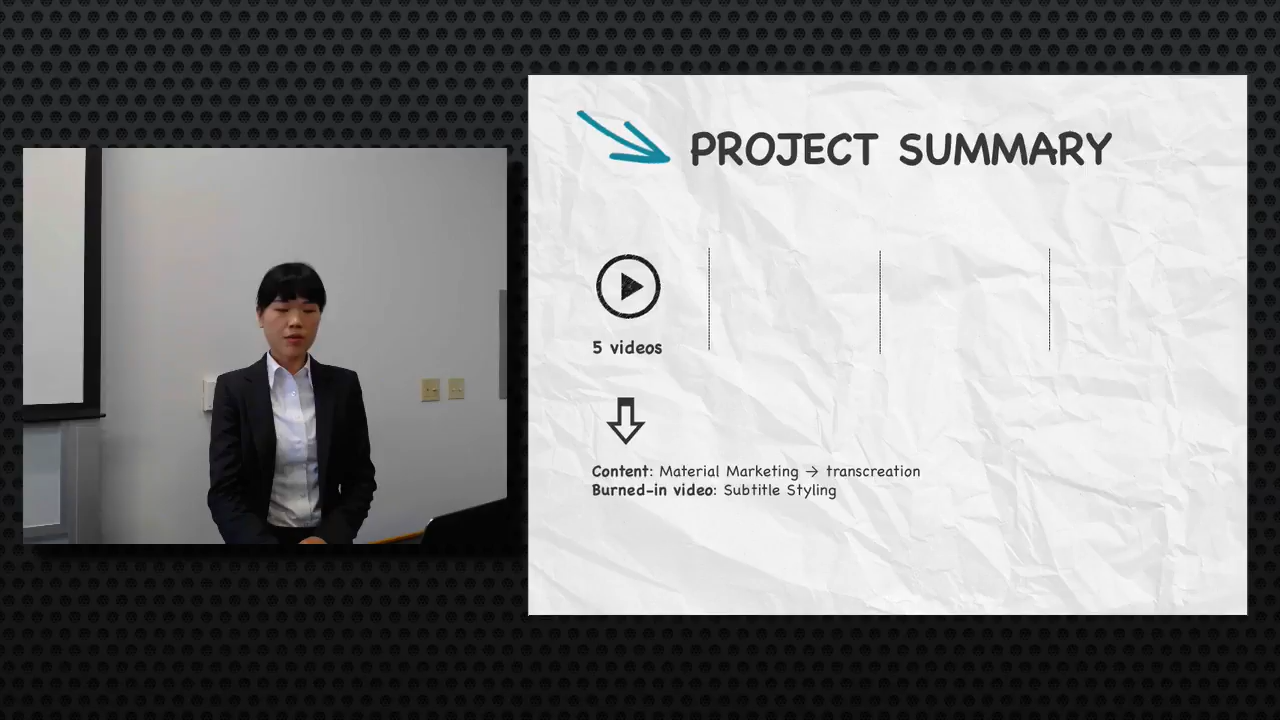 PROJECT SUMMARY
5 videos
Content: Material Marketing → transcreation
Burned-in video: Subtitle Styling